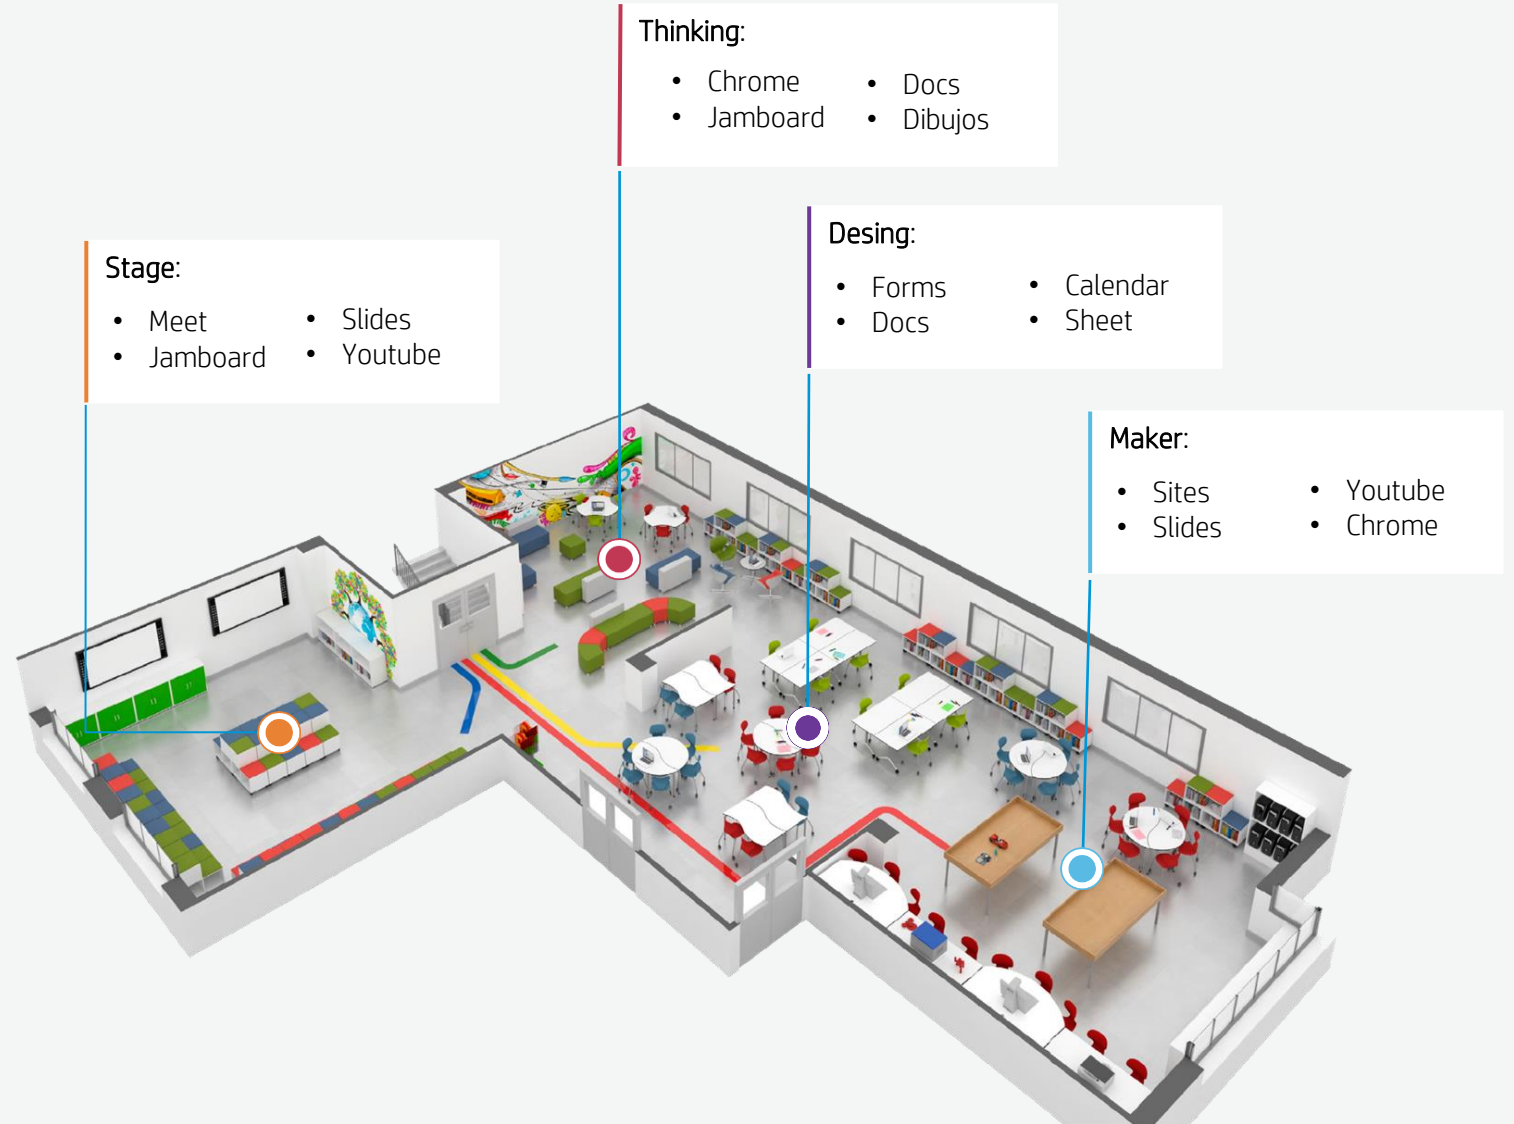 Thinking:
• Chrome
• Jamboard
• Docs
• Dibujos
Desing:
• Forms
• Docs
• Calendar
• Sheet
Stage:
• Meet
• Jamboard
• Slides
• Youtube
Maker:
• Sites
• Slides
• Youtube
• Chrome